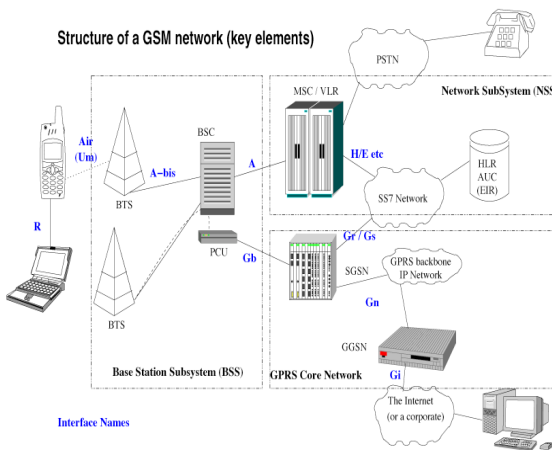 Structure of a GSM network (key elements)
PSTN
MSC / VLR
Network SubSystem (NSS
BSC
Air
(Um)
A-bis
A
H/E etc
HLR
AUC
(EIR)
BTS
SS7 Network
R
Gr / Gs
PCU
Gb
SGSN
GPRS backbone
IP Network
Gn
BTS
GGSN
Base Station Subsystem (BSS)
GPRS Core Network
Gi
The Internet
(or a corporate)
Interface Names